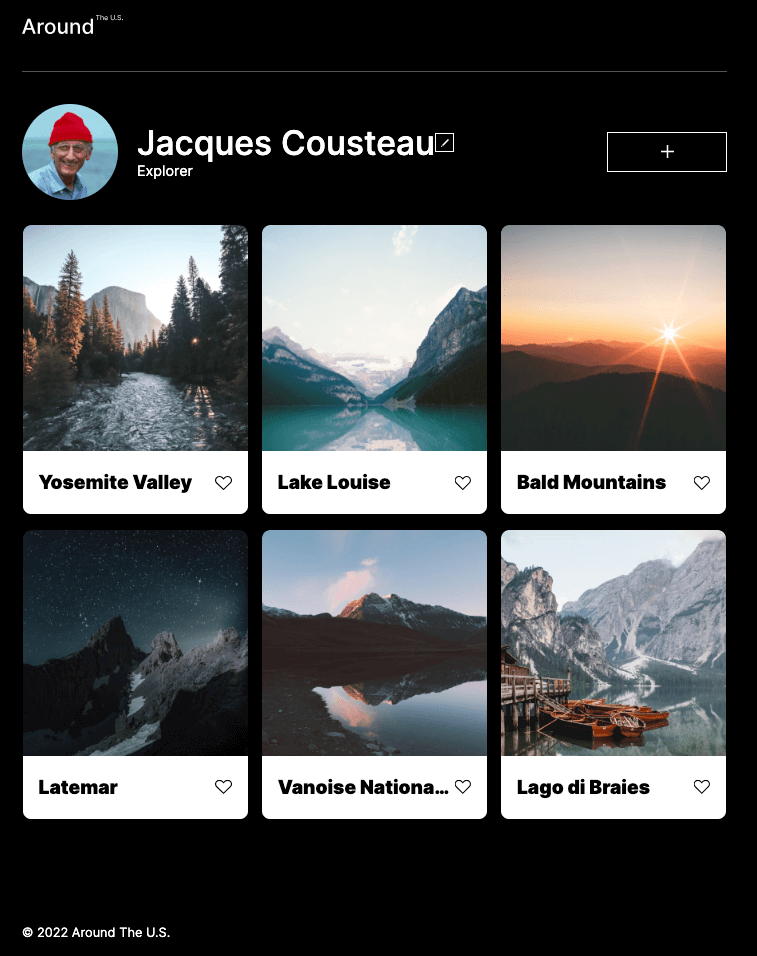 Around The U.S.
Jacques Cousteau
Explorer
Yosemite Valley
Lake Louise
Bald Mountains
Latemar
Vanoise Nationa...
Lago di Braies
© 2022 Around The U.S.